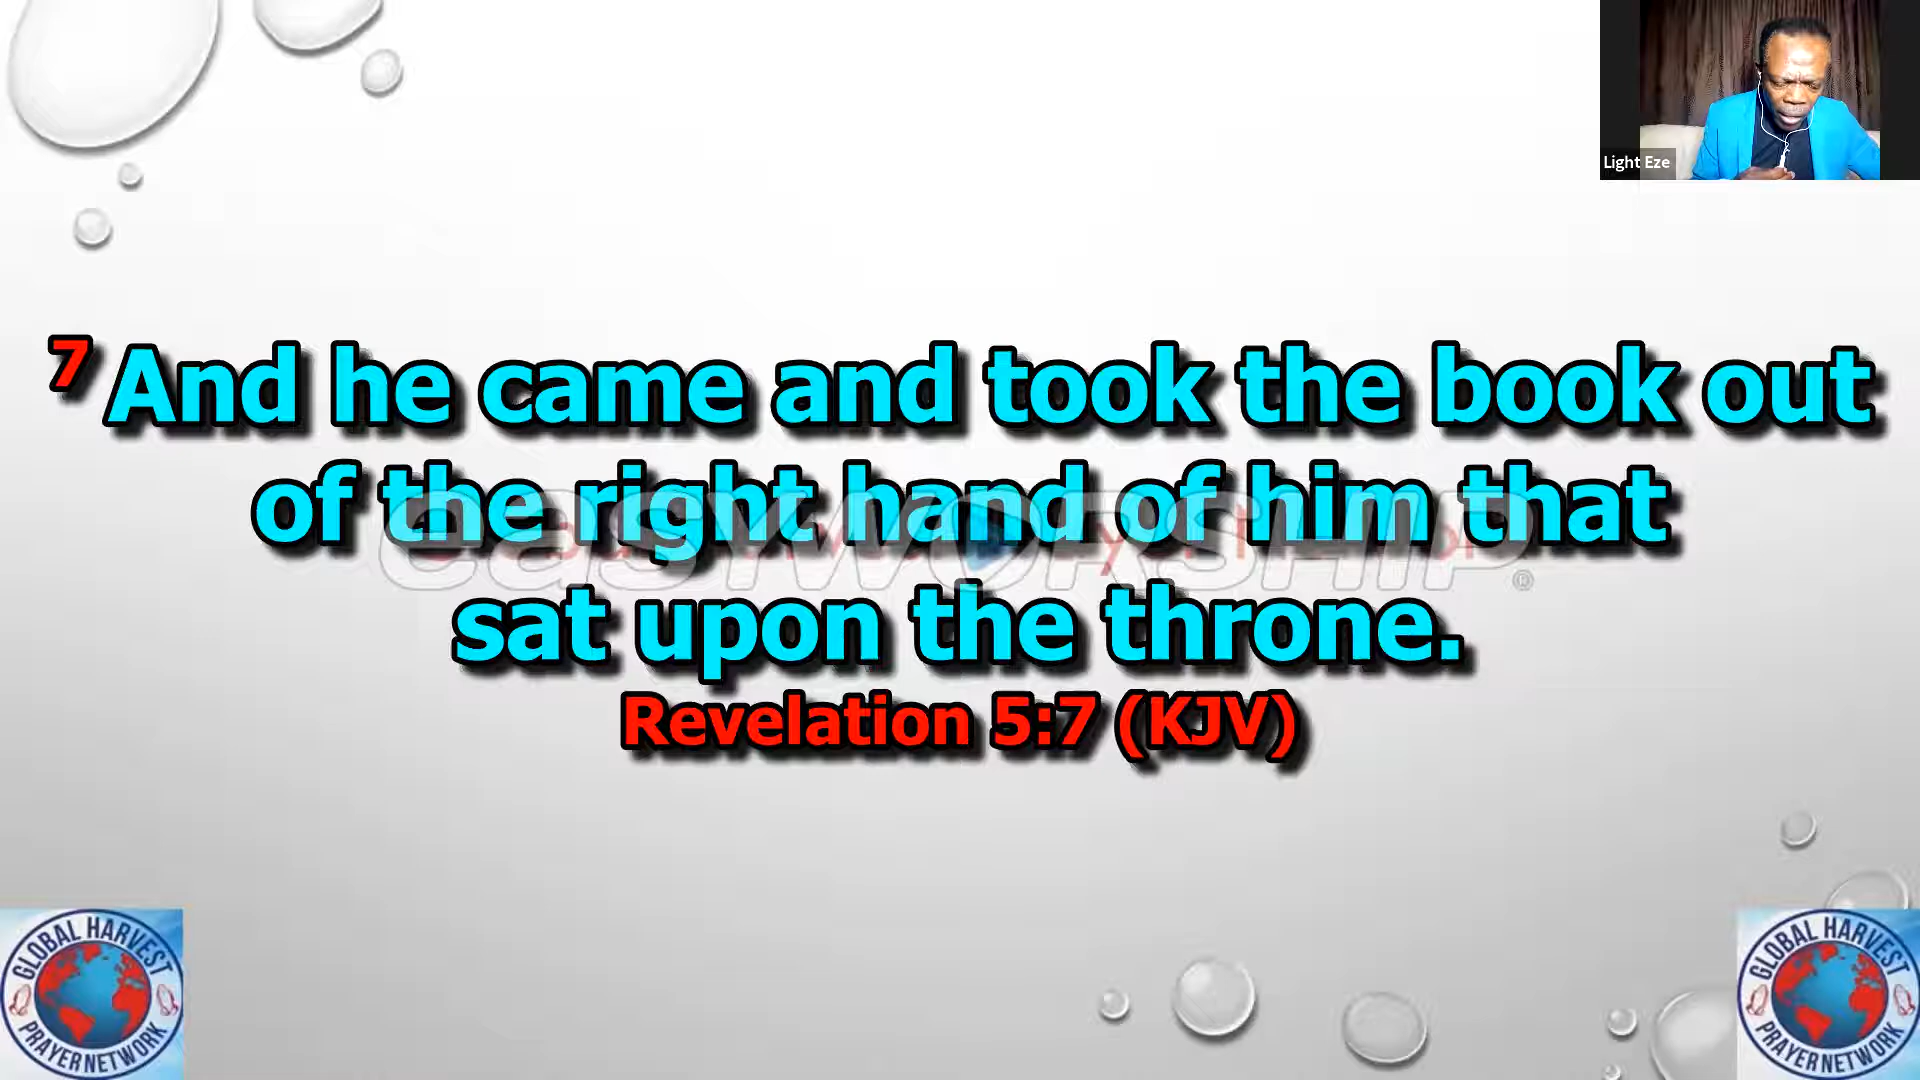 Light Eze
7 And he came and took the book out
of the right hand of him that
sat upon the throne.
Revelation 5:7 (KJV)
easyworship®
GLOBAL HARVEST
PRAYER NETWORK
GLOBAL HARVEST
PRAYER NETWORK